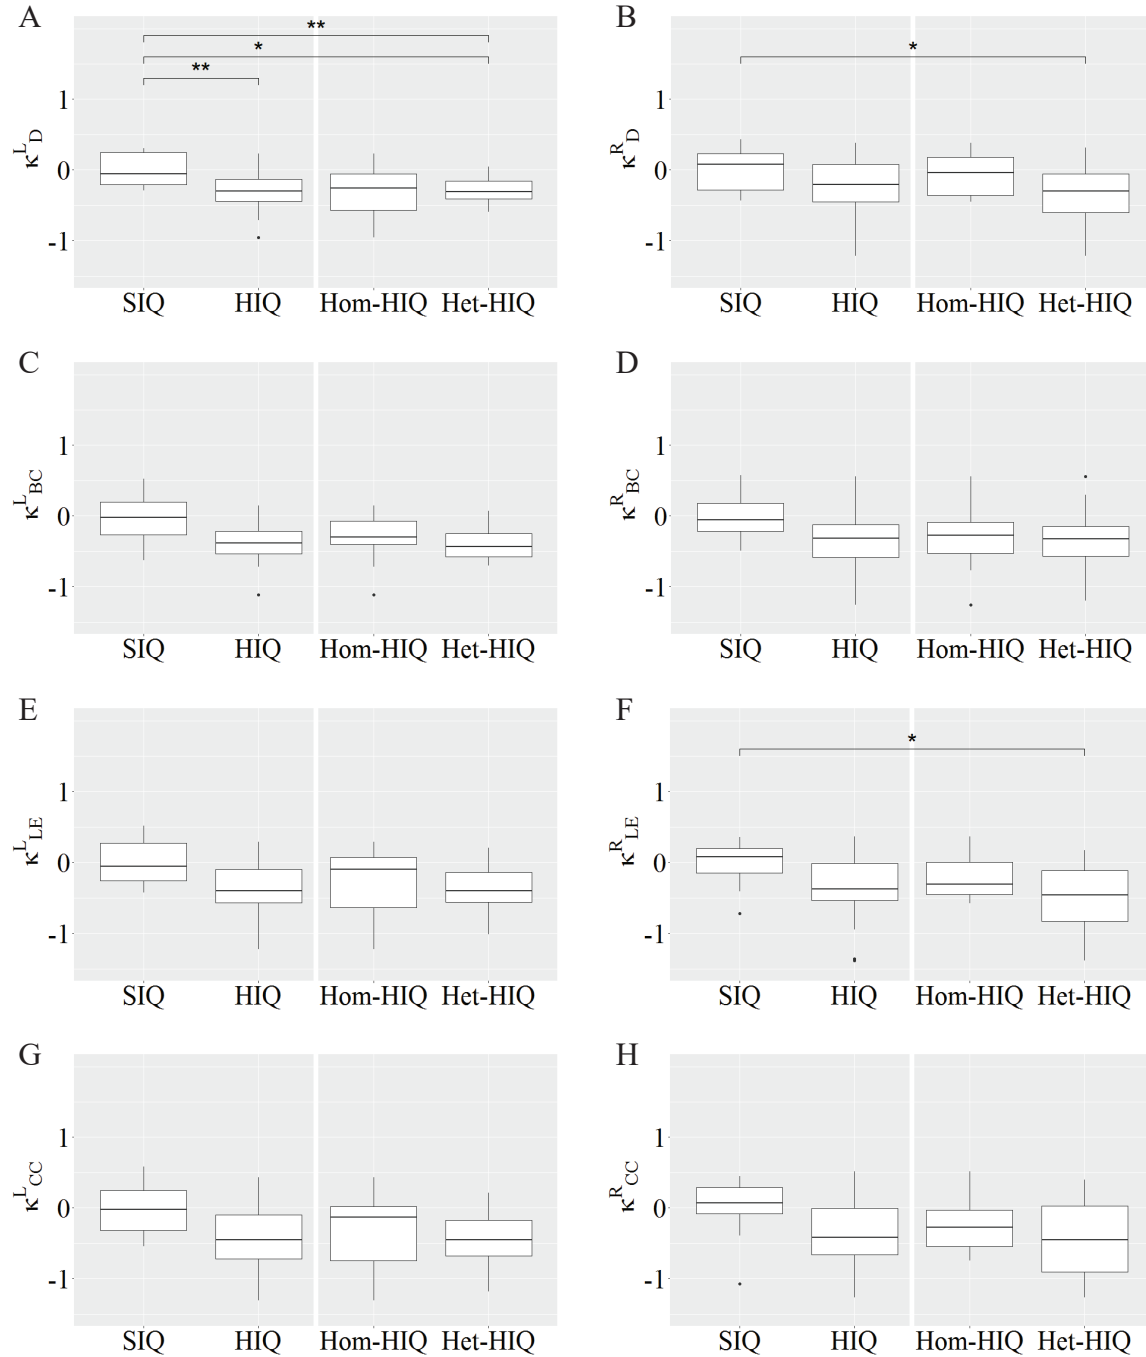 A
B
**
*
**
*
κ^L_D
1
0
-1
SIQ HIQ Hom-HIQ Het-HIQ
κ^R_D
1
0
-1
SIQ HIQ Hom-HIQ Het-HIQ
C
D
κ^L_BC
1
0
-1
SIQ HIQ Hom-HIQ Het-HIQ
κ^R_BC
1
0
-1
SIQ HIQ Hom-HIQ Het-HIQ
E
F
*
κ^L_LE
1
0
-1
SIQ HIQ Hom-HIQ Het-HIQ
κ^R_LE
1
0
-1
SIQ HIQ Hom-HIQ Het-HIQ
G
H
κ^L_CC
1
0
-1
SIQ HIQ Hom-HIQ Het-HIQ
κ^R_CC
1
0
-1
SIQ HIQ Hom-HIQ Het-HIQ